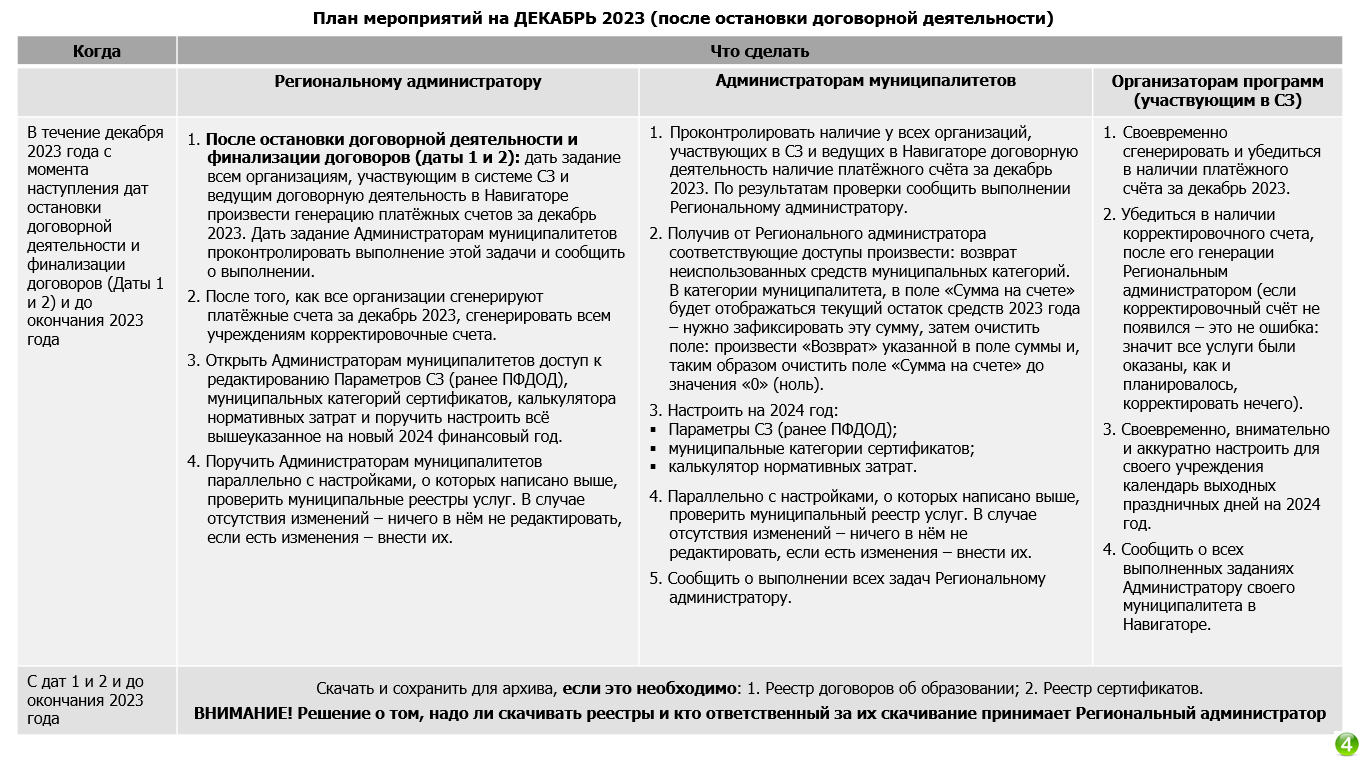 План мероприятий на ДЕКАБРЬ 2023 (после остановки договорной деятельности)
Когда
Что сделать
Региональному администратору
Администраторам муниципалитетов
Организаторам программ
(участвующим в СЗ)
В течение декабря
2023 года с
момента
наступления дат
остановки
договорной
деятельности и
финализации
договоров (Даты 1
и 2) и до
окончания 2023
года
1. После остановки договорной деятельности и
финализации договоров (даты 1 и 2): дать задание
всем организациям, участвующим в системе СЗ и
ведущим договорную деятельность в Навигаторе
произвести генерацию платёжных счетов за декабрь
2023. Дать задание Администраторам муниципалитетов
проконтролировать выполнение этой задачи и сообщить
о выполнении.
2. После того, как все организации сгенерируют
платёжные счета за декабрь 2023, сгенерировать всем
учреждениям корректировочные счета.
3. Открыть Администраторам муниципалитетов доступ к
редактированию Параметров СЗ (ранее ПФДОД),
муниципальных категорий сертификатов, калькулятора
нормативных затрат и поручить настроить всё
вышеуказанное на новый 2024 финансовый год.
4. Поручить Администраторам муниципалитетов
параллельно с настройками, о которых написано выше,
проверить муниципальные реестры услуг. В случае
отсутствия изменений – ничего в нём не редактировать,
если есть изменения – внести их.
1. Проконтролировать наличие у всех организаций,
участвующих в СЗ и ведущих в Навигаторе договорную
деятельность наличие платёжного счёта за декабрь
2023. По результатам проверки сообщить выполнении
Региональному администратору.
2. Получив от Регионального администратора
соответствующие доступы произвести: возврат
неиспользованных средств муниципальных категорий.
В категории муниципалитета, в поле «Сумма на счете»
будет отображаться текущий остаток средств 2023 года
– нужно зафиксировать эту сумму, затем очистить
поле: произвести «Возврат» указанной в поле суммы и,
таким образом очистить поле «Сумма на счете» до
значения «0» (ноль).
3. Настроить на 2024 год:
▪ Параметры СЗ (ранее ПФДОД);
▪ муниципальные категории сертификатов;
▪ калькулятор нормативных затрат.
4. Параллельно с настройками, о которых написано выше,
проверить муниципальный реестр услуг. В случае
отсутствия изменений – ничего в нём не
редактировать, если есть изменения – внести их.
5. Сообщить о выполнении всех задач Региональному
администратору.
1. Своевременно
сгенерировать и убедиться
в наличии платёжного
счёта за декабрь 2023.
2. Убедиться в наличии
корректировочного счета,
после его генерации
Региональным
администратором (если
корректировочный счёт не
появился – это не ошибка:
значит все услуги были
оказаны, как и
планировалось,
корректировать нечего).
3. Своевременно, внимательно
и аккуратно настроить для
своего учреждения
календарь выходных
праздничных дней на 2024
год.
4. Сообщить о всех
выполненных заданиях
Администратору своего
муниципалитета в
Навигаторе.
С дат 1 и 2 и до
окончания 2023
года
Скачать и сохранить для архива, если это необходимо: 1. Реестр договоров об образовании; 2. Реестр сертификатов.
ВНИМАНИЕ! Решение о том, надо ли скачивать реестры и кто ответственный за их скачивание принимает Региональный администратор
4